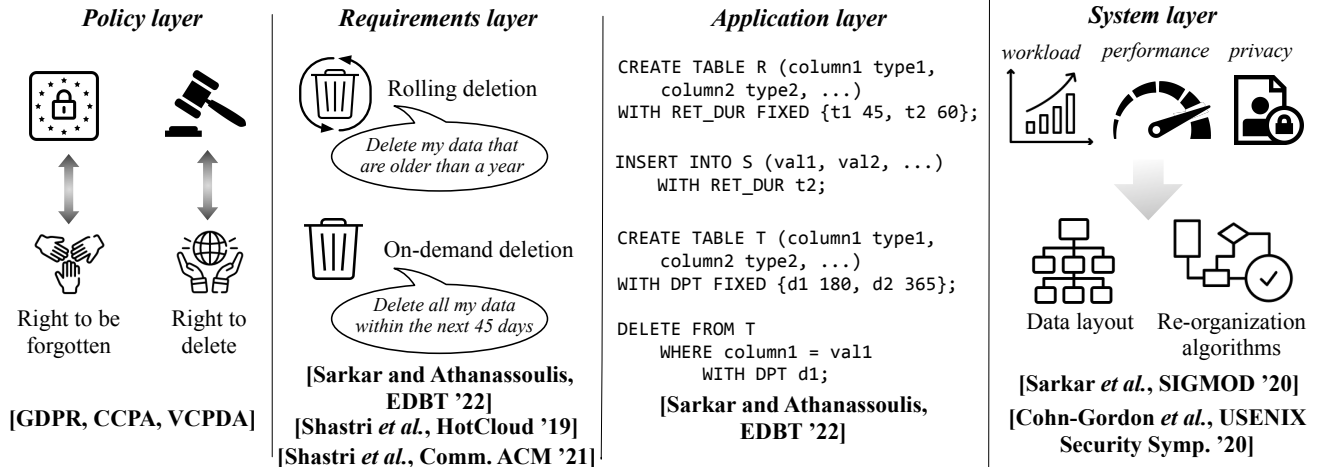 Policy layer
Right to be
forgotten
Right to
delete
[GDPR, CCPA, VCPDA]
Requirements layer
Rolling deletion
Delete my data that
are older than a year
On-demand deletion
Delete all my data
within the next 45 days
[Sarkar and Athanassoulis,
EDBT ’22]
[Shastri et al., HotCloud ’19]
[Shastri et al., Comm. ACM ’21]
Application layer
CREATE TABLE R (column1 type1,
column2 type2, ...)
WITH RET_DUR FIXED {t1 45, t2 60};
INSERT INTO S (val1, val2, ...)
WITH RET_DUR t2;
CREATE TABLE T (column1 type1,
column2 type2, ...)
WITH DPT FIXED {d1 180, d2 365};
DELETE FROM T
WHERE column1 = val1
WITH DPT d1;
[Sarkar and Athanassoulis,
EDBT ’22]
System layer
workload performance privacy
Data layout
Re-organization
algorithms
[Sarkar et al., SIGMOD ’20]
[Cohn-Gordon et al., USENIX
Security Symp. ’20]